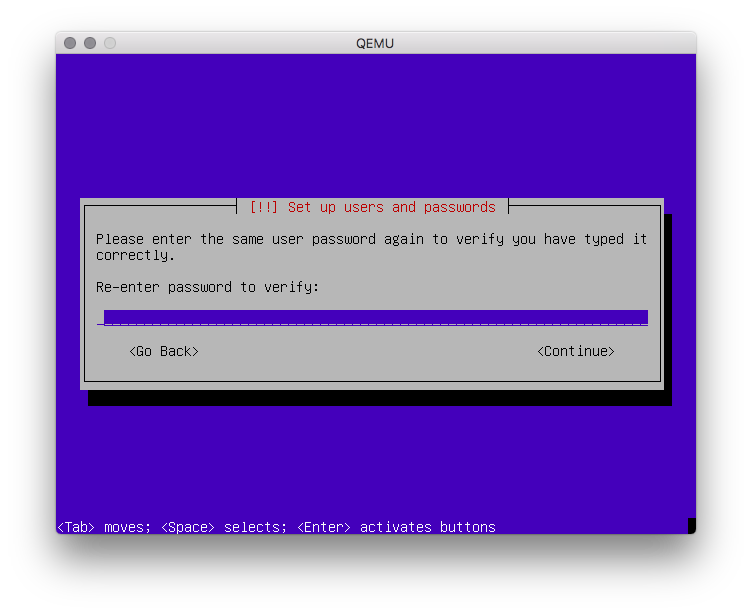 QEMU
[!!] Set up users and passwords
Please enter the same user password again to verify you have typed it
correctly.
Re-enter password to verify:
<Go Back> <Continue>
<Tab> moves; <Space> selects; <Enter> activates buttons